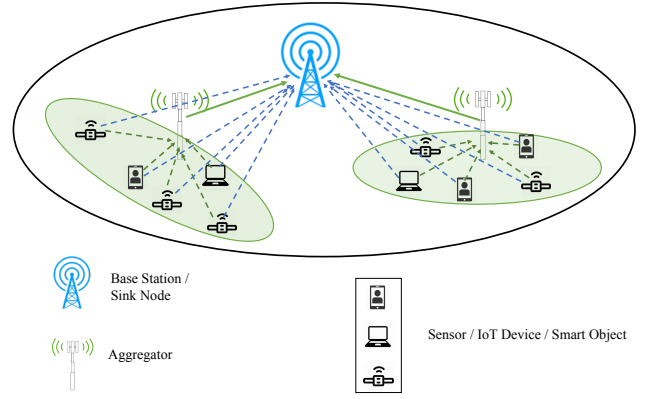 Base Station /
Sink Node
Aggregator
Sensor / IoT Device / Smart Object